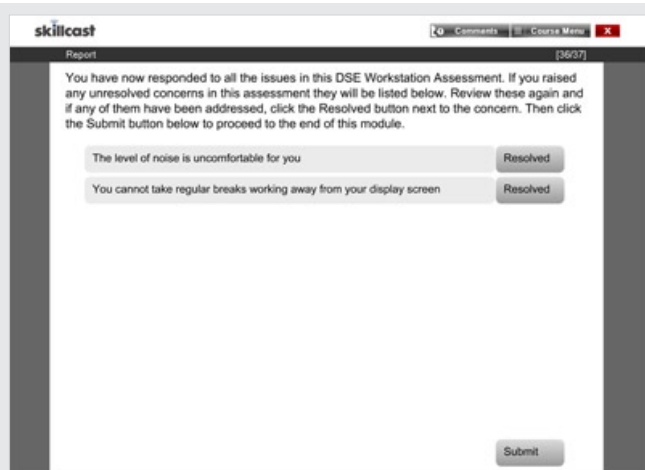 skillcast
Comments Course Menu X
Report [36/37]
You have now responded to all the issues in this DSE Workstation Assessment. If you raised
any unresolved concerns in this assessment they will be listed below. Review these again and
if any of them have been addressed, click the Resolved button next to the concern. Then click
the Submit button below to proceed to the end of this module.
The level of noise is uncomfortable for you Resolved
You cannot take regular breaks working away from your display screen Resolved
Submit